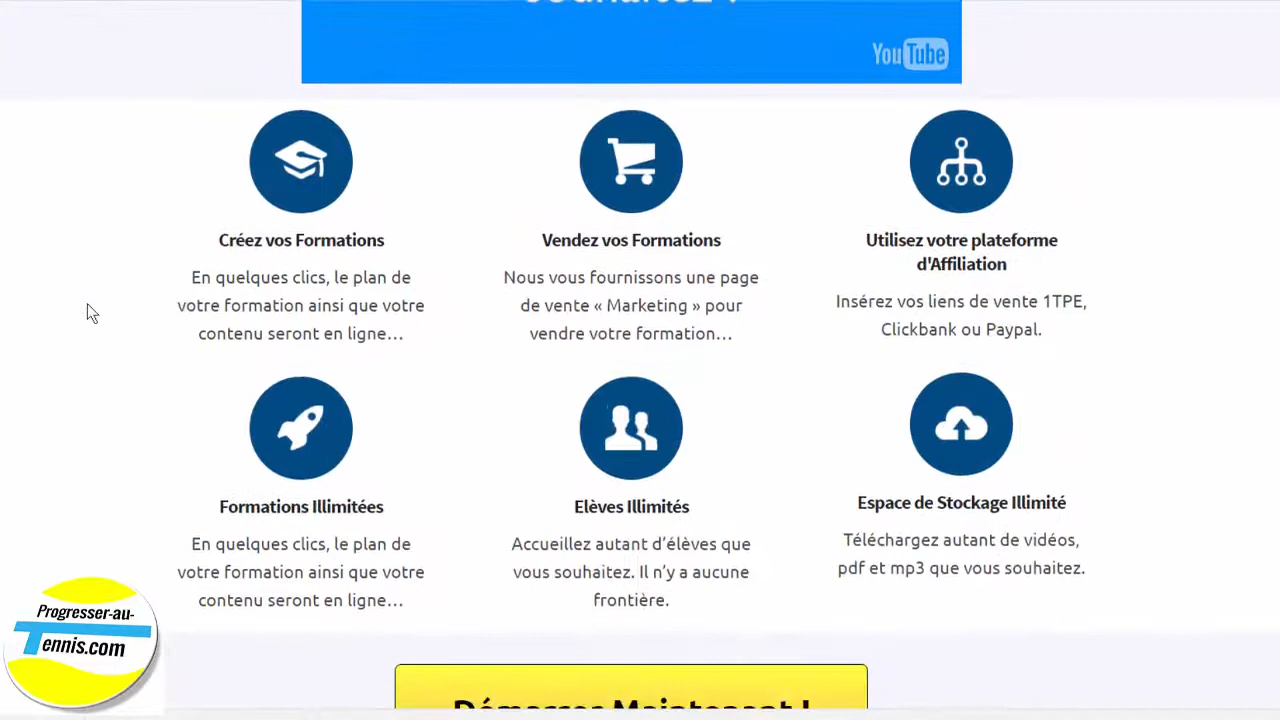 YouTube
Créez vos Formations
En quelques clics, le plan de
votre formation ainsi que votre
contenu seront en ligne…
Vendez vos Formations
Nous vous fournissons une page
de vente « Marketing » pour
vendre votre formation…
Utilisez votre plateforme
d'Affiliation
Insérez vos liens de vente 1TPE,
Clickbank ou Paypal.
Formations Illimitées
En quelques clics, le plan de
votre formation ainsi que votre
contenu seront en ligne…
Elèves Illimités
Accueillez autant d’élèves que
vous souhaitez. Il n’y a aucune
frontière.
Espace de Stockage Illimité
Téléchargez autant de vidéos,
pdf et mp3 que vous souhaitez.
Progresser-au-
Tennis.com
Démarrez Maintenant !